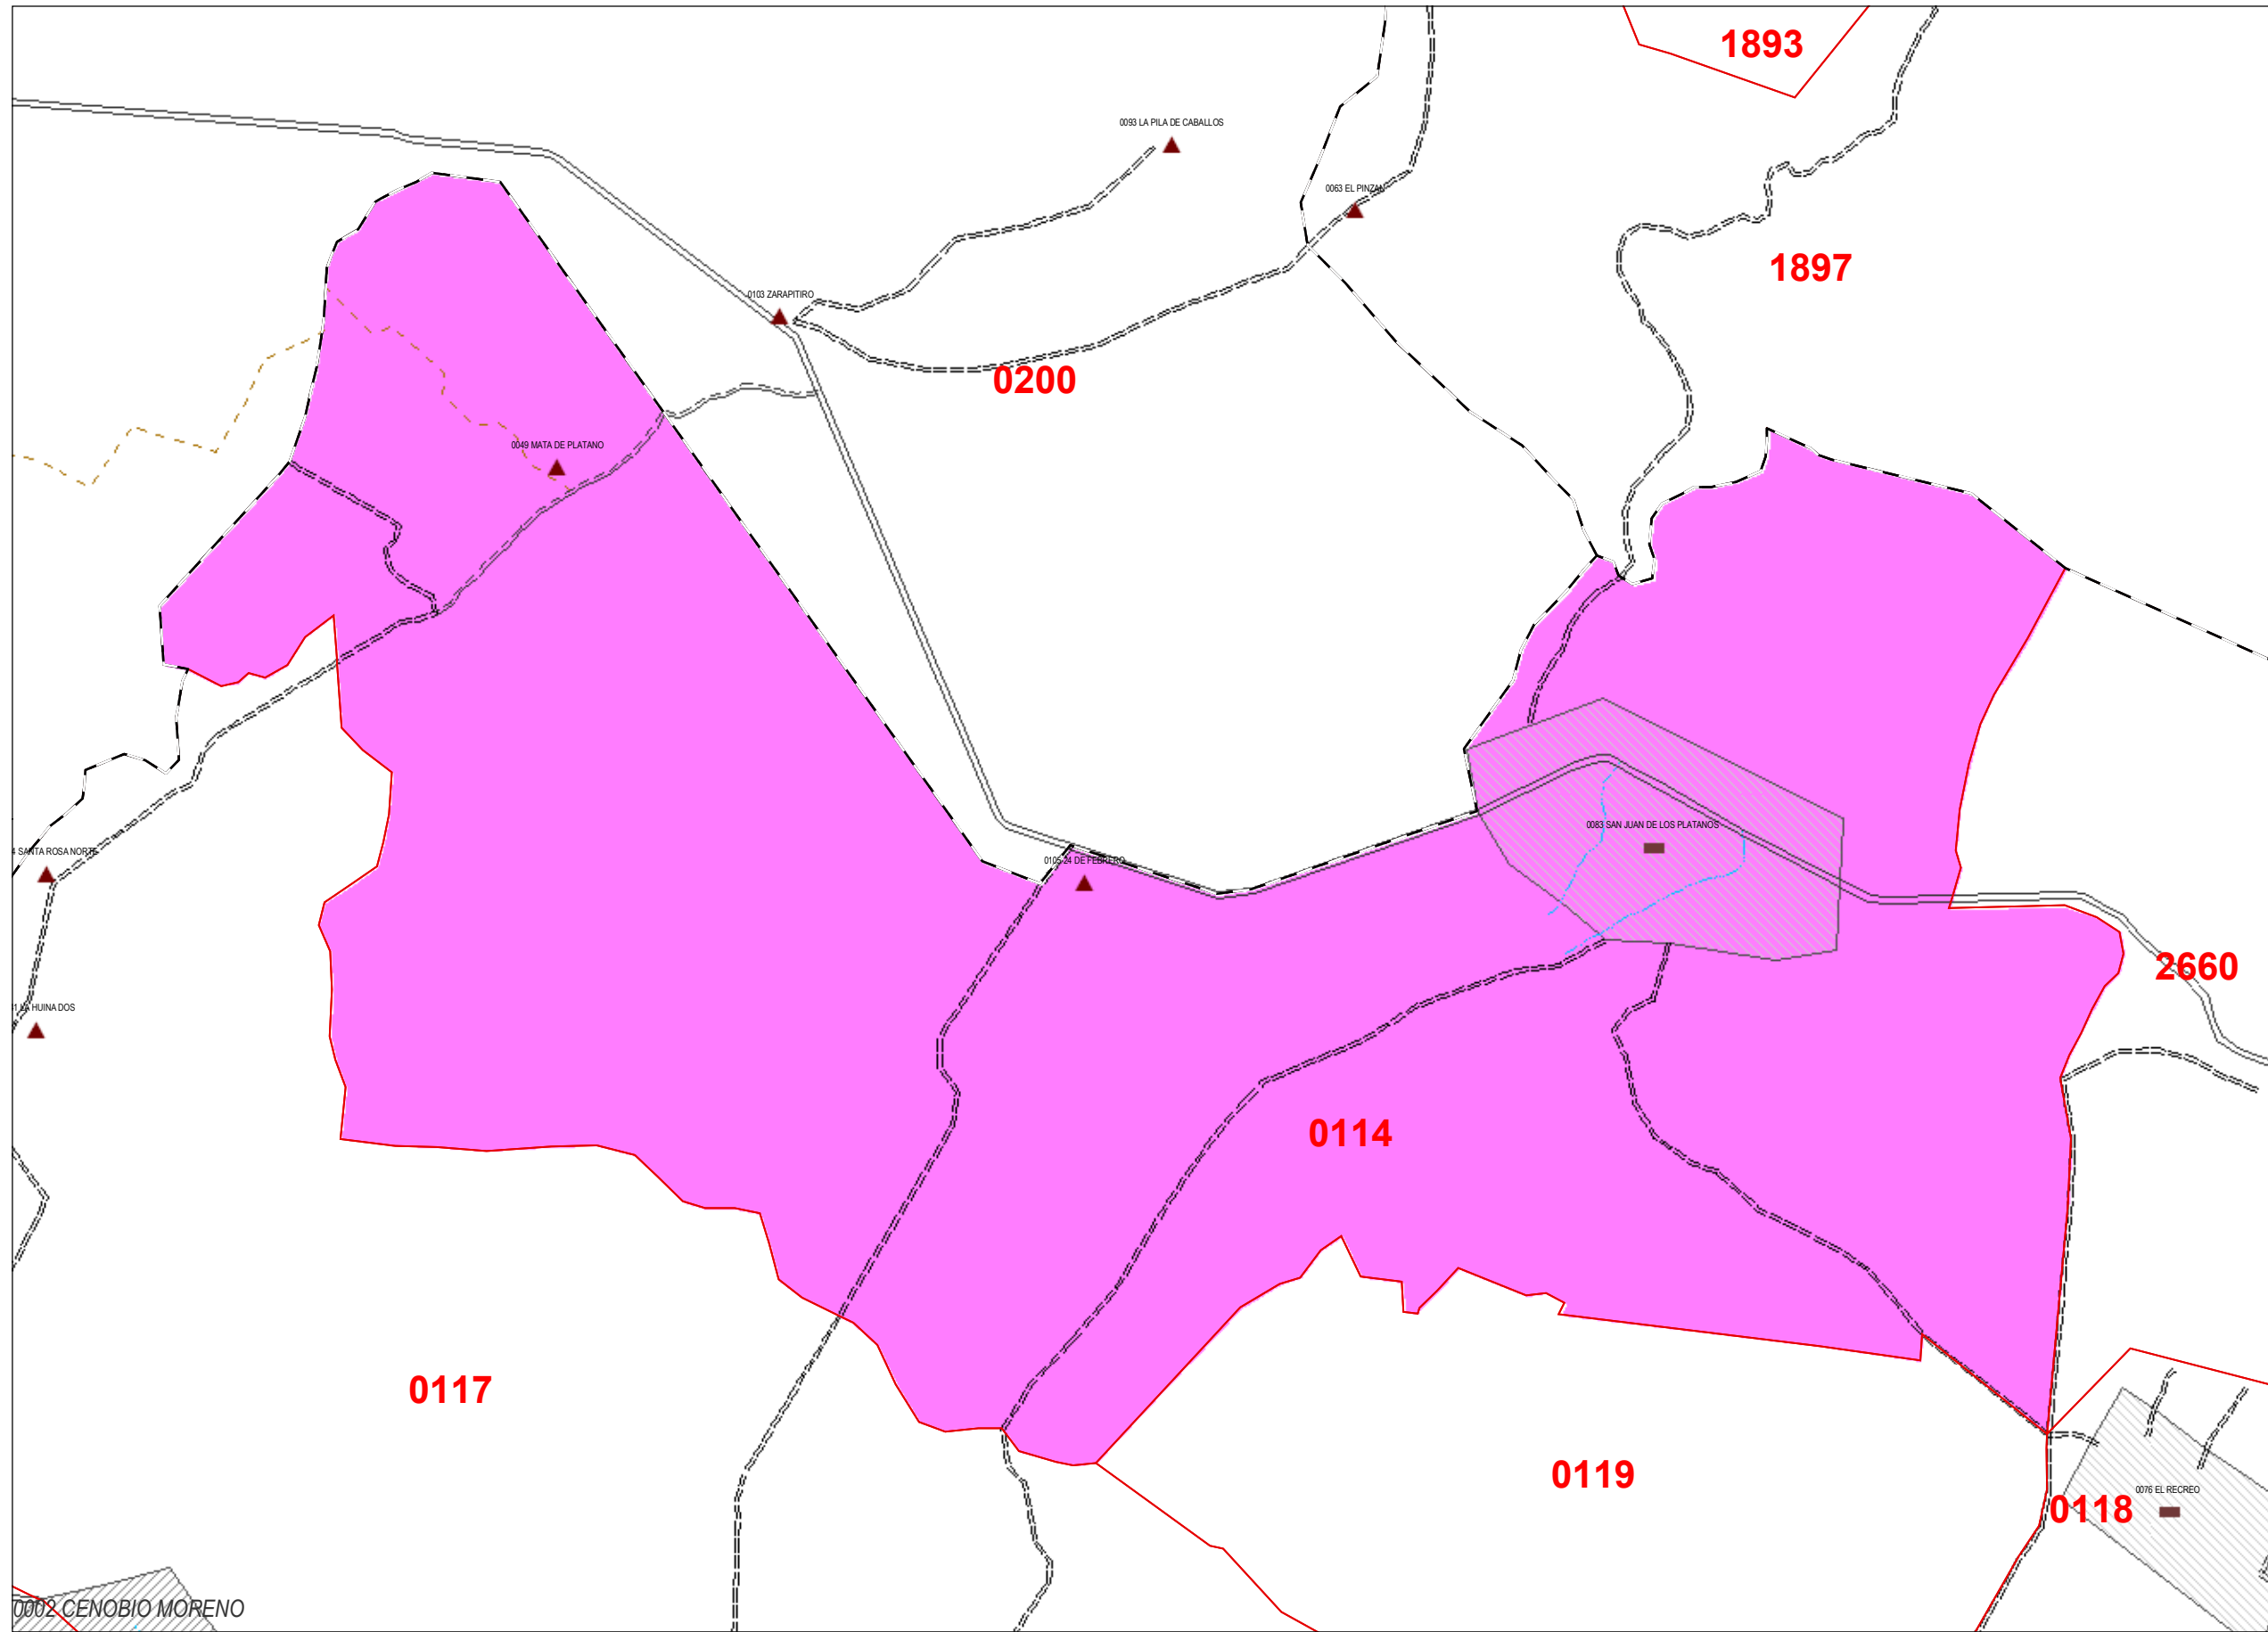 1893
0093 LA PILA DE CABALLOS
0063 EL PINZAN
1897
0103 ZARAPITIRO
0200
0049 MATA DE PLATANO
0083 SAN JUAN DE LOS PLATANOS
4 SANTA ROSA NORTE
0105 24 DE FEBRERO
2660
LA HUINA DOS
0114
0117
0119
0076 EL RECREO
0118
0002 CENOBIO MORENO